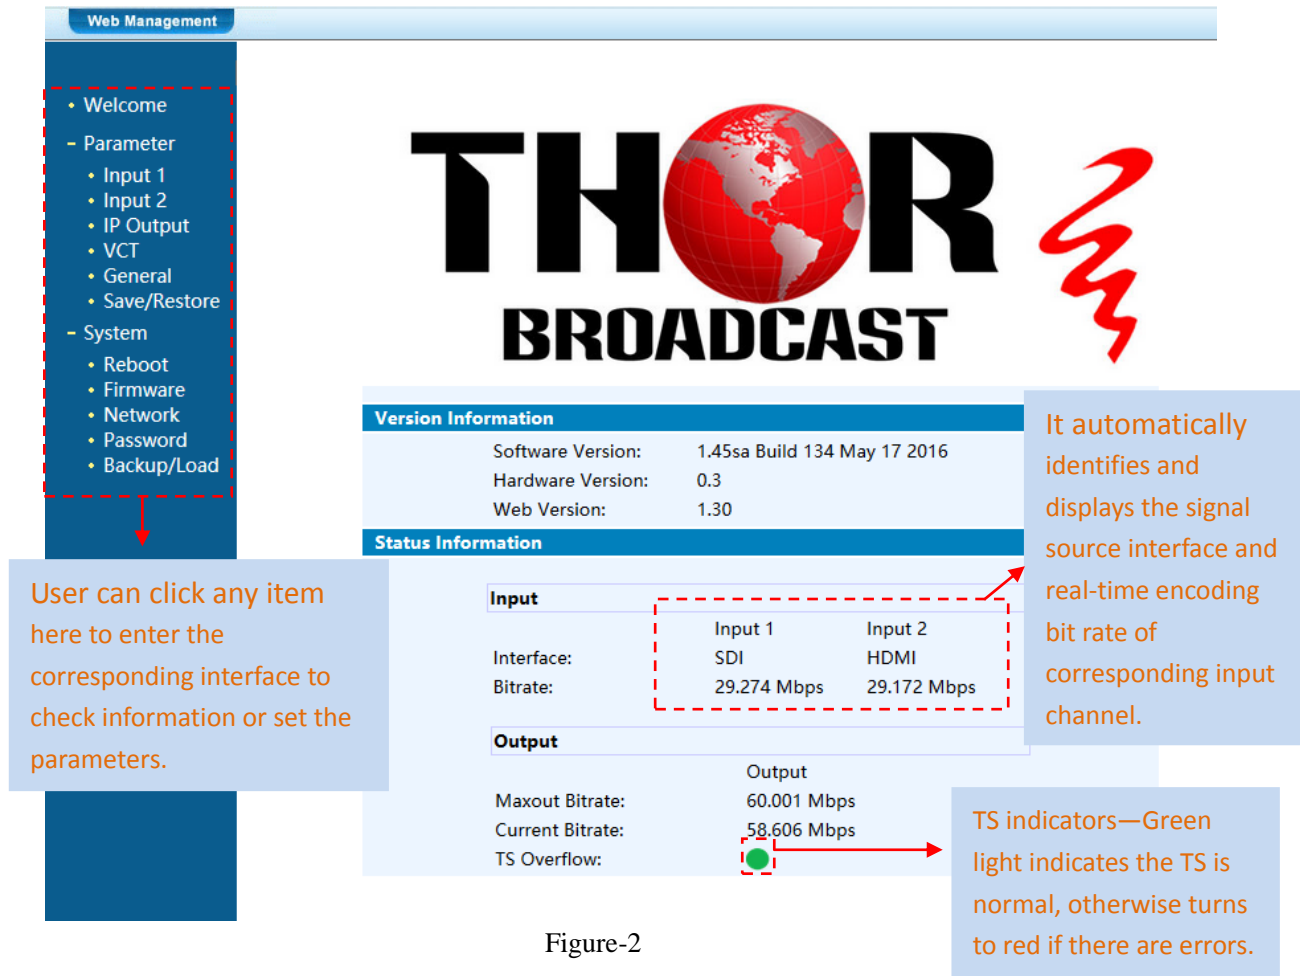 Web Management
Welcome
Parameter
Input 1
Input 2
IP Output
VCT
General
Save/Restore
System
Reboot
Firmware
Network
Password
Backup/Load
User can click any item
here to enter the
corresponding interface to
check information or set the
parameters.
THOR
BROADCAST
Version Information
Software Version: 1.45sa Build 134 May 17 2016
Hardware Version: 0.3
Web Version: 1.30
Status Information
Input
Input 1 Input 2
Interface: SDI HDMI
Bitrate: 29.274 Mbps 29.172 Mbps
Output
Output
Maxout Bitrate: 60.001 Mbps
Current Bitrate: 58.606 Mbps
TS Overflow:
It automatically
identifies and
displays the signal
source interface and
real-time encoding
bit rate of
corresponding input
channel.
TS indicators—Green
light indicates the TS is
normal, otherwise turns
to red if there are errors.
Figure-2